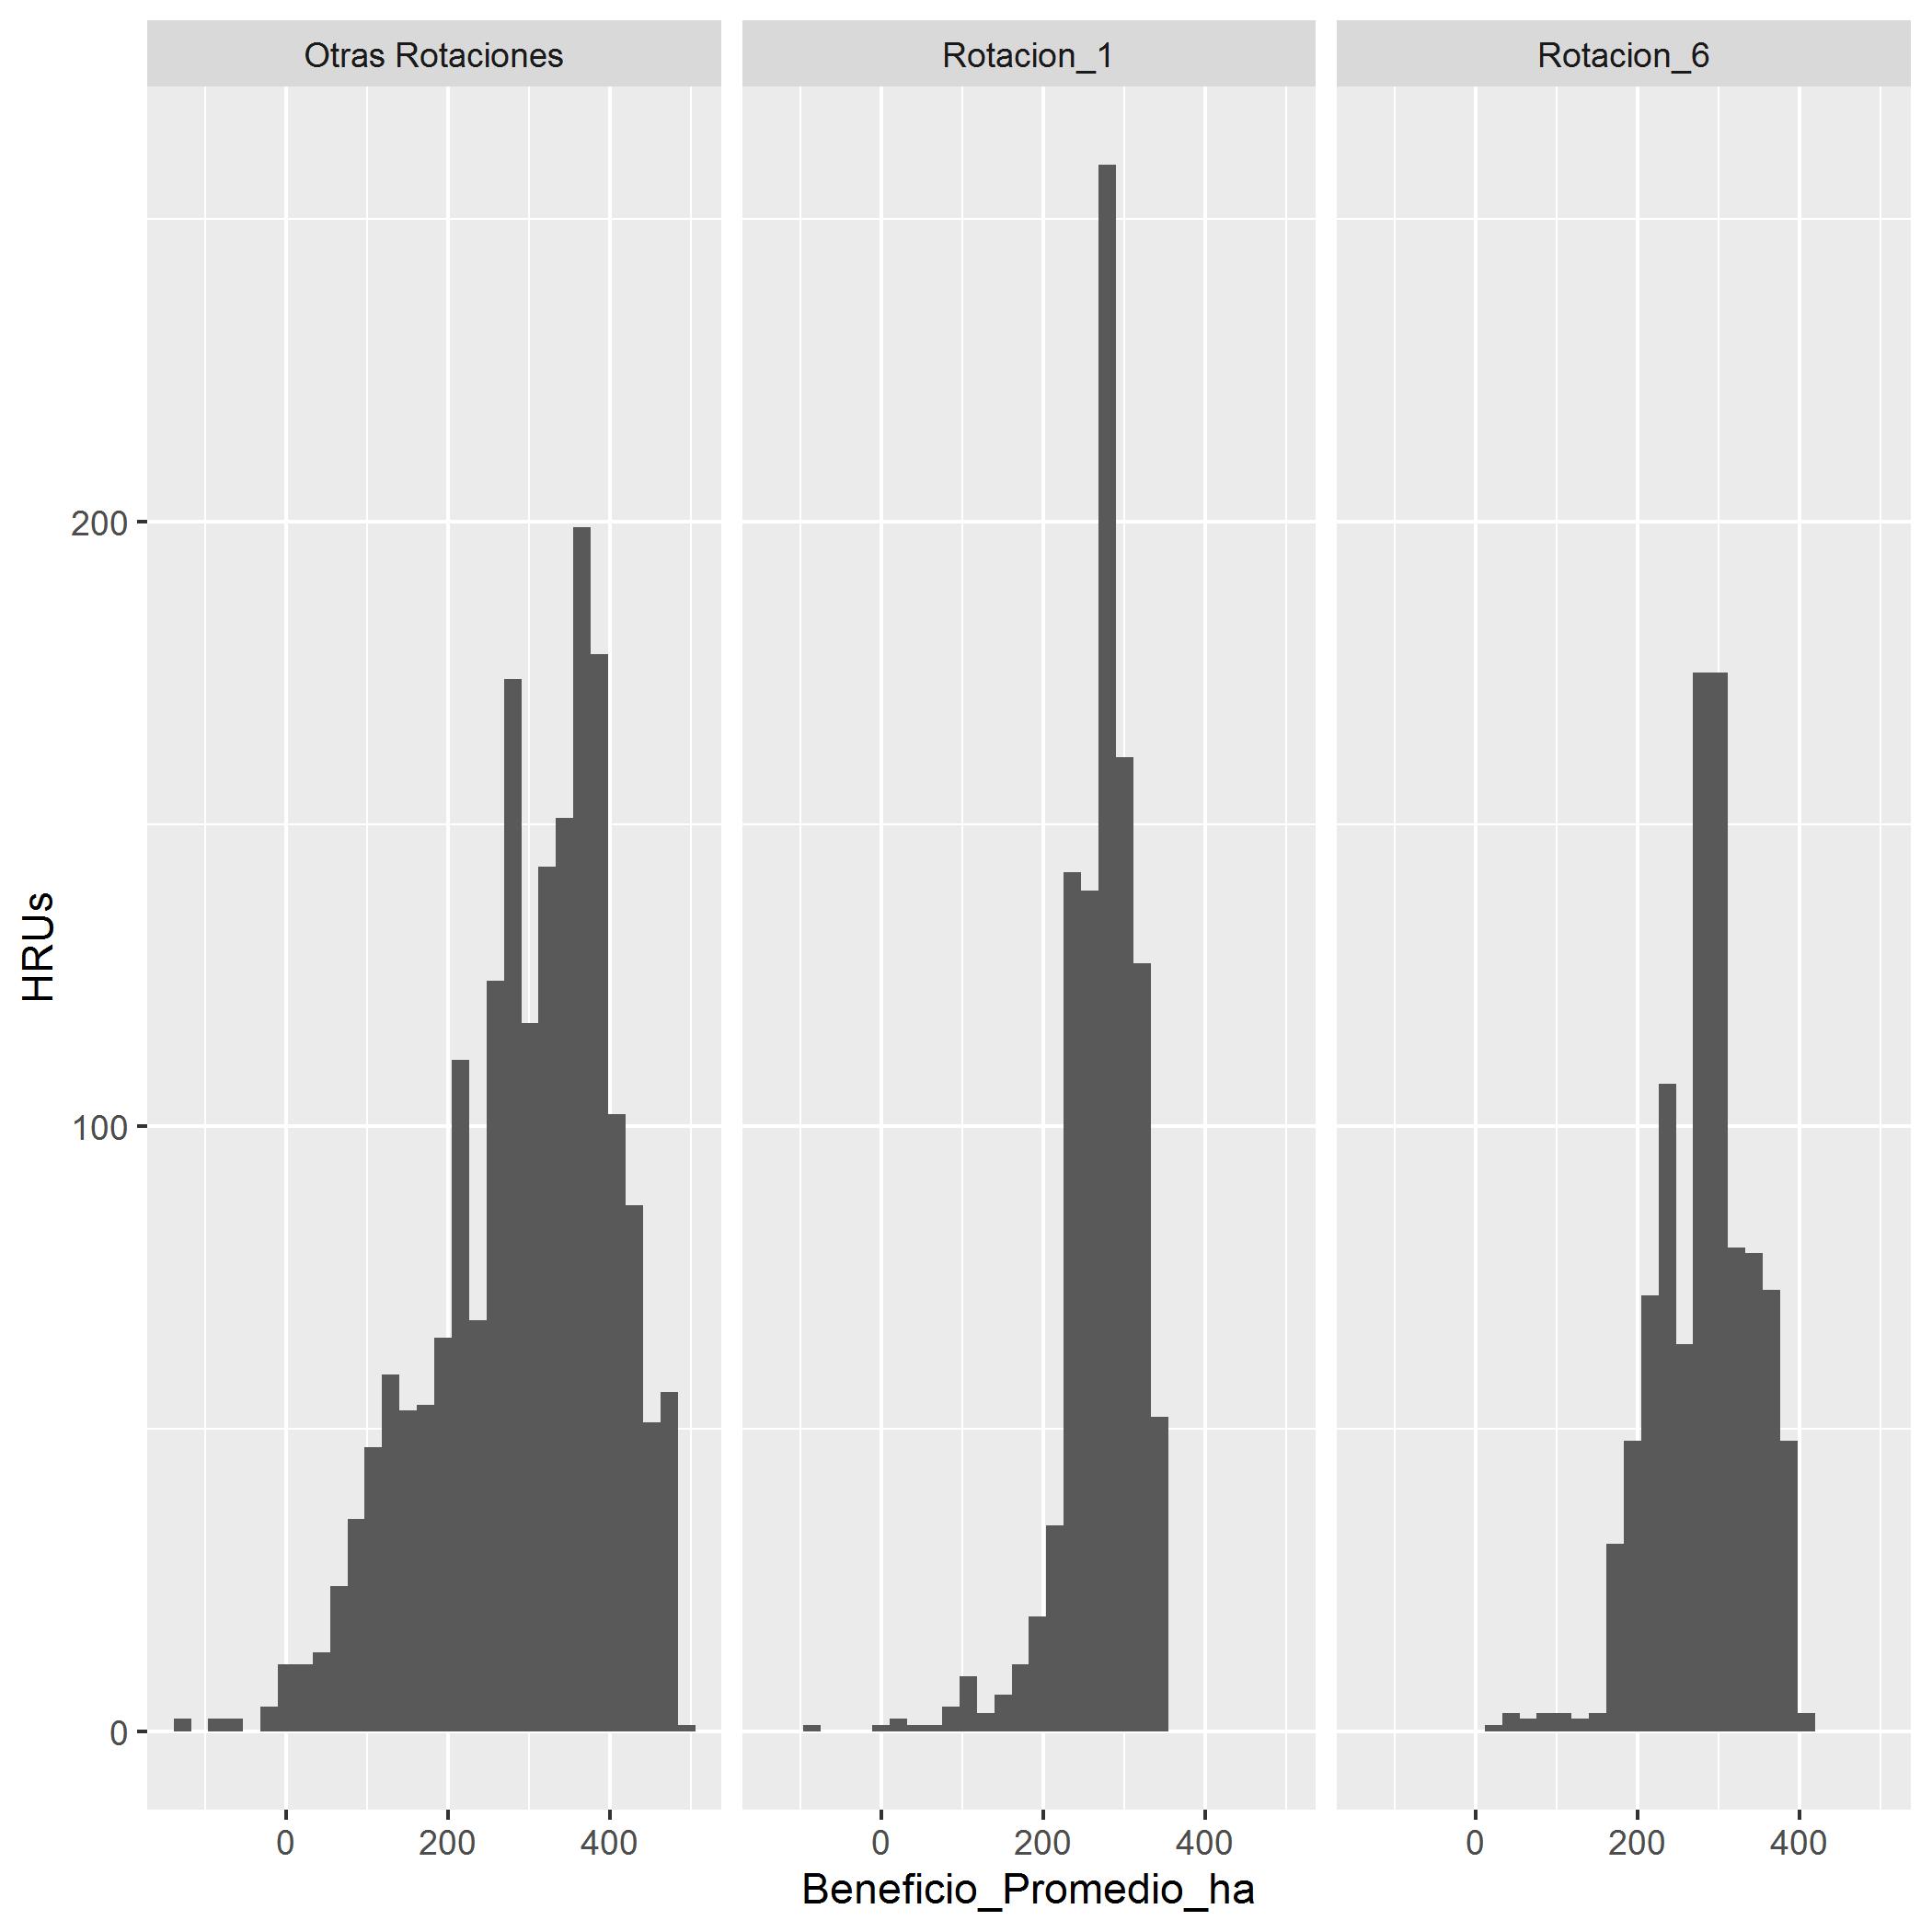 Otras Rotaciones
Rotacion_1
Rotacion_6
HRUs
200
100
0
0 200 400
0 200 400
0 200 400
Beneficio_Promedio_ha